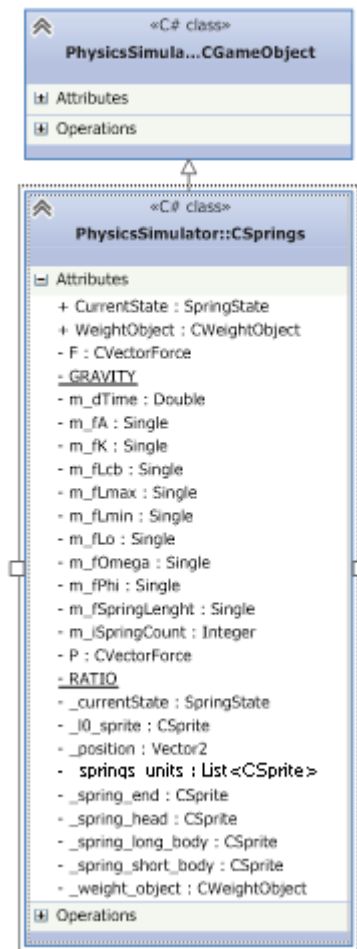 «C# class»
PhysicsSimula...CGameObject
Attributes
Operations
«C# class»
PhysicsSimulator::CSprings
Attributes
+ CurrentState : SpringState
+ WeightObject : CWeightObject
- F : CVectorForce
- GRAVITY
- m_dTime : Double
- m_fA : Single
- m_fK : Single
- m_fLcb : Single
- m_fLmax : Single
- m_fLmin : Single
- m_fLo : Single
- m_fOmega : Single
- m_fPhi : Single
- m_fSpringLenght : Single
- m_iSpringCount : Integer
- P : CVectorForce
- RATIO
- _currentState : SpringState
- _l0_sprite : CSprite
- _position : Vector2
- springs units : List<CSprite>
- _spring_end : CSprite
- _spring_head : CSprite
- _spring_long_body : CSprite
- _spring_short_body : CSprite
- _weight_object : CWeightObject
Operations